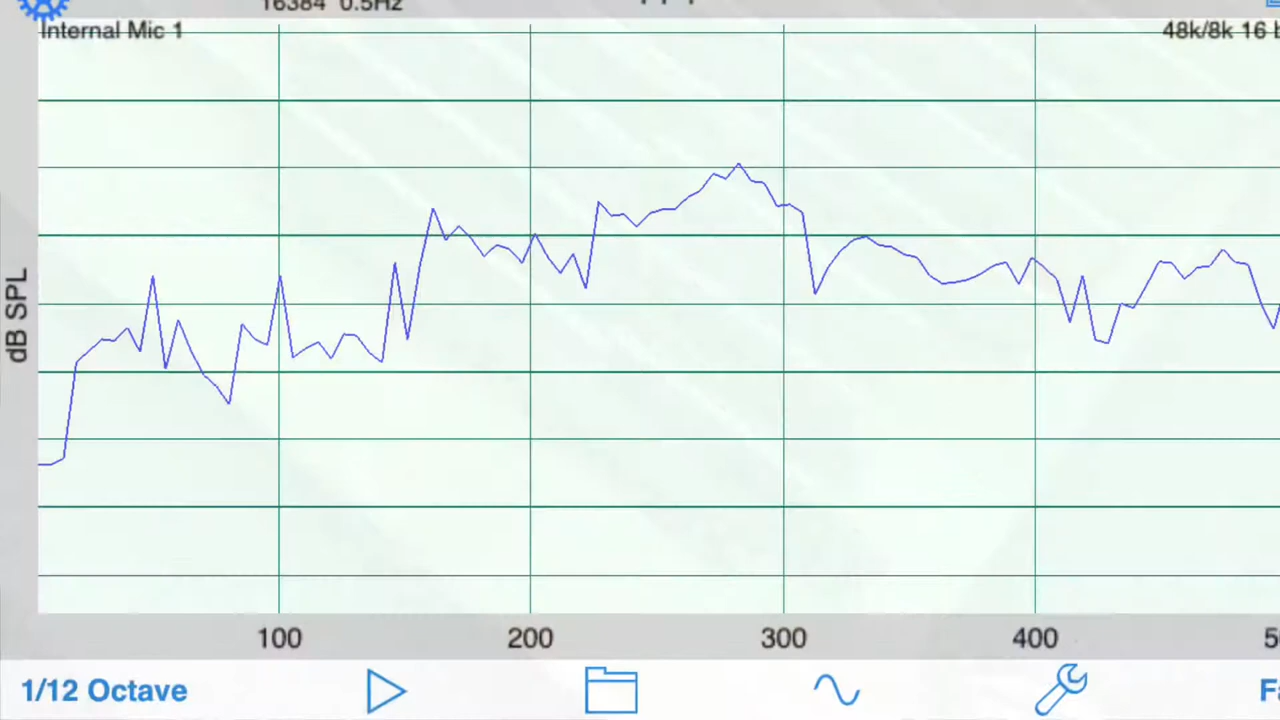 16384 0.5Hz
Internal Mic 1
48k/8k 16
dB SPL
100 200 300 400
1/12 Octave